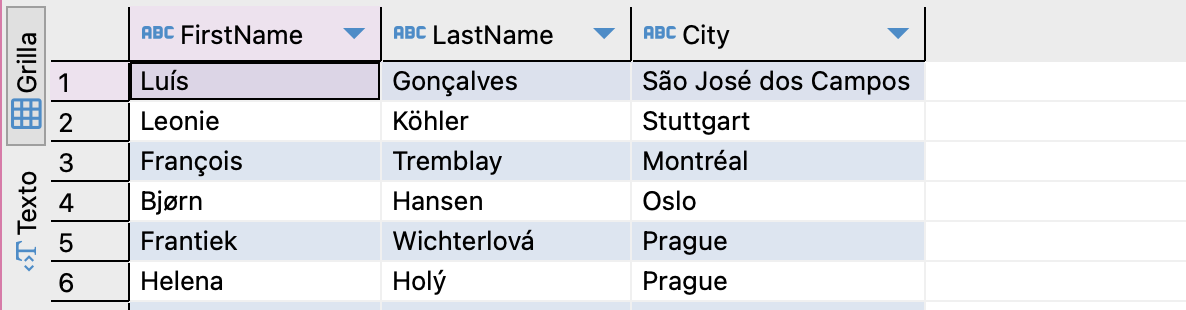 Grilla
Texto
ABC FirstName ABC LastName ABC City
1 Luís Gonçalves São José dos Campos
2 Leonie Köhler Stuttgart
3 François Tremblay Montréal
4 Bjørn Hansen Oslo
5 Frantiek Wichterlová Prague
6 Helena Holý Prague